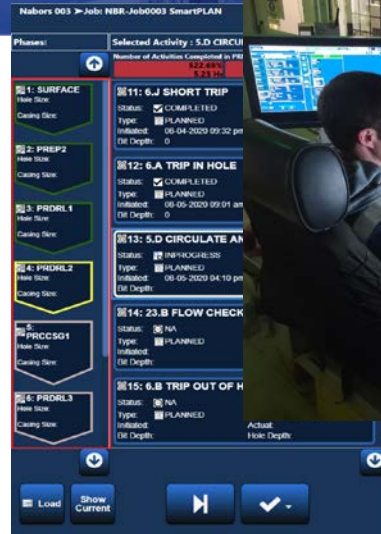 Nabors 003 ➤Job: NBR-Job0003 SmartPLAN
Phases:
Selected Activity : 5.D CIRCU
Number of Activities Completed in PR
522.69%
5.23 Hr
1: SURFACE
Hole Size:
Casing Size:
2: PREP2
Hole Size:
Casing Size:
3: PRDRL1
Hole Size:
Casing Size:
4: PRDRL2
Hole Size:
Casing Size:
5:
PRCCSG1
Hole Size:
Casing Size:
6: PRDRL3
Hole Size:
Casing Size:
11: 6.J SHORT TRIP
Status: COMPLETED
Type: PLANNED
Initiated: 06-04-2020 09:32 pm
Bit Depth: 0
12: 6.A TRIP IN HOLE
Status: COMPLETED
Type: PLANNED
Initiated: 06-05-2020 09:01 am
Bit Depth: 0
13: 5.D CIRCULATE AN
Status: INPROGRESS
Type: PLANNED
Initiated: 06-05-2020 04:10 pm
Bit Depth:
14: 23.B FLOW CHECK
Status: NA
Type: PLANNED
Initiated:
Bit Depth:
15: 6.B TRIP OUT OF H
Status: NA
Type: PLANNED
Initiated:
Actual:
Bit Depth:
Hole Depth:
Load
Show
Current